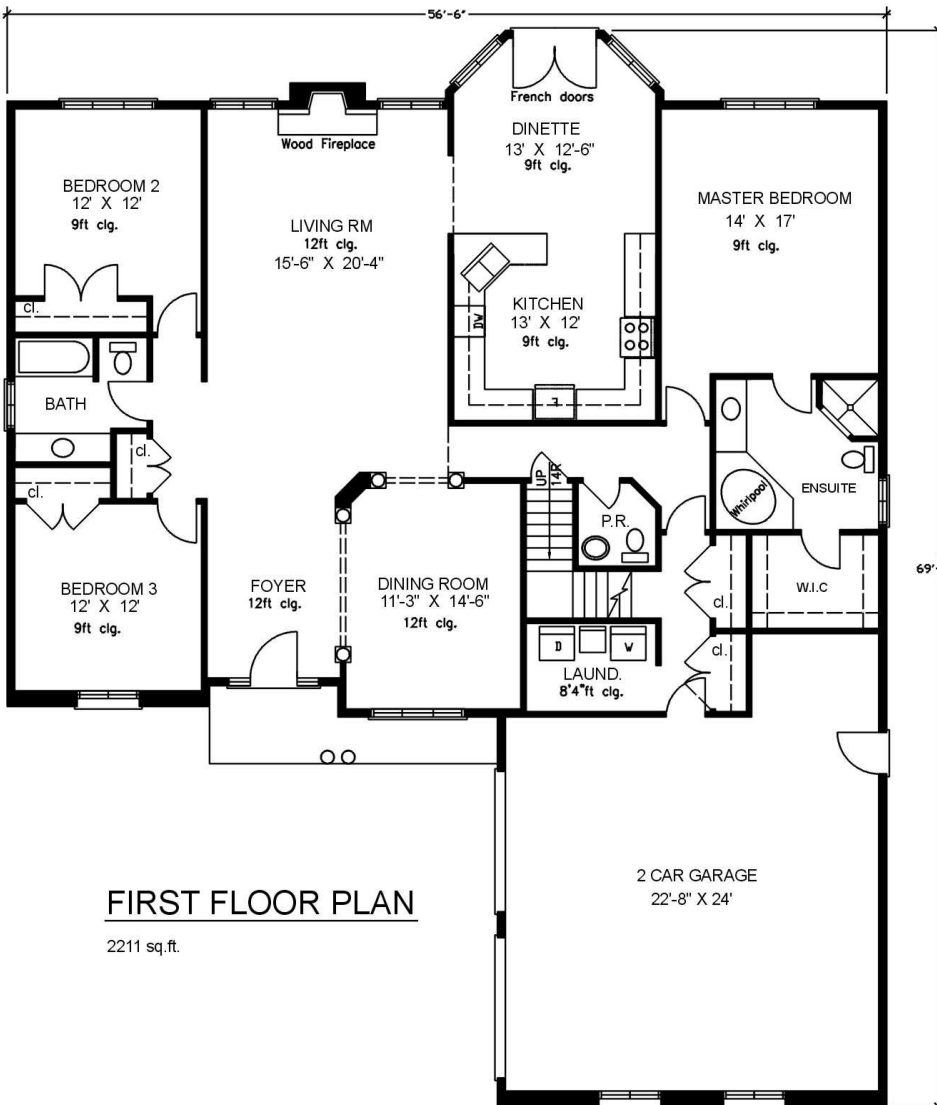 56'-6"
French doors
DINETTE
13' X 12'-6"
9ft clg.
Wood Fireplace
BEDROOM 2
12' X 12'
9ft clg.
LIVING RM
12ft clg.
15'-6" X 20'-4"
MASTER BEDROOM
14' X 17'
9ft clg.
cl.
KITCHEN
13' X 12'
9ft clg.
DW
F
BATH
cl.
cl.
UP
14R
Whirlpool
ENSUITE
P.R.
BEDROOM 3
12' X 12'
9ft clg.
FOYER
12ft clg.
DINING ROOM
11'-3" X 14'-6"
12ft clg.
W.I.C
cl.
69'-
D
W
LAUND.
8'4"ft clg.
cl.
2 CAR GARAGE
22'-8" X 24'
FIRST FLOOR PLAN
2211 sq.ft.